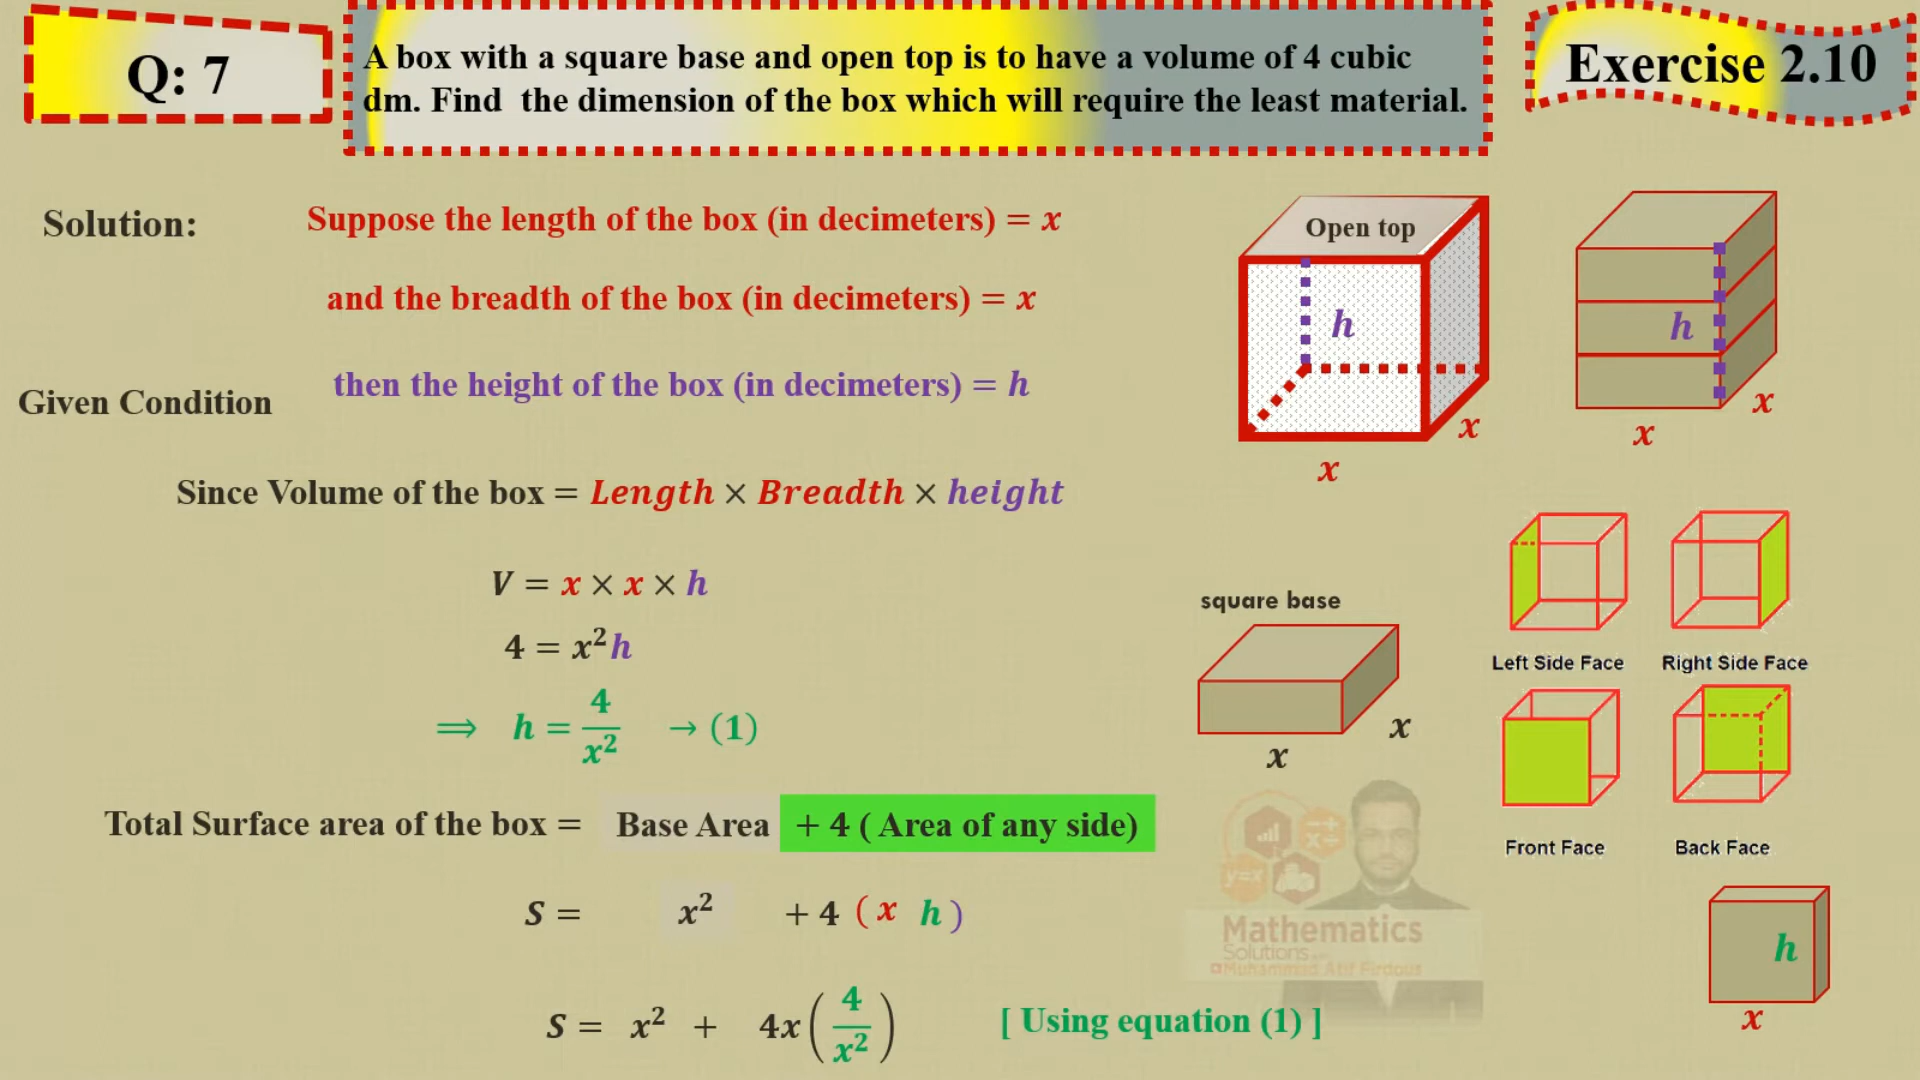 Q: 7
A box with a square base and open top is to have a volume of 4 cubic
dm. Find the dimension of the box which will require the least material.
Exercise 2.10
Solution:
Suppose the length of the box (in decimeters) = x
and the breadth of the box (in decimeters) = x
then the height of the box (in decimeters) = h
Given Condition
Since Volume of the box = Length × Breadth × height
V = x × x × h
4 = x²h
⟹ h = 4/x² → (1)
Total Surface area of the box = Base Area + 4 ( Area of any side)
S = x² + 4 ( x h )
S = x² + 4x(4/x²) [ Using equation (1) ]
Open top
h
x
x
h
x
x
square base
x
x
Left Side Face
Right Side Face
Front Face
Back Face
h
x
y=x
Mathematics
Solutions
Muhammad Atif Firdous